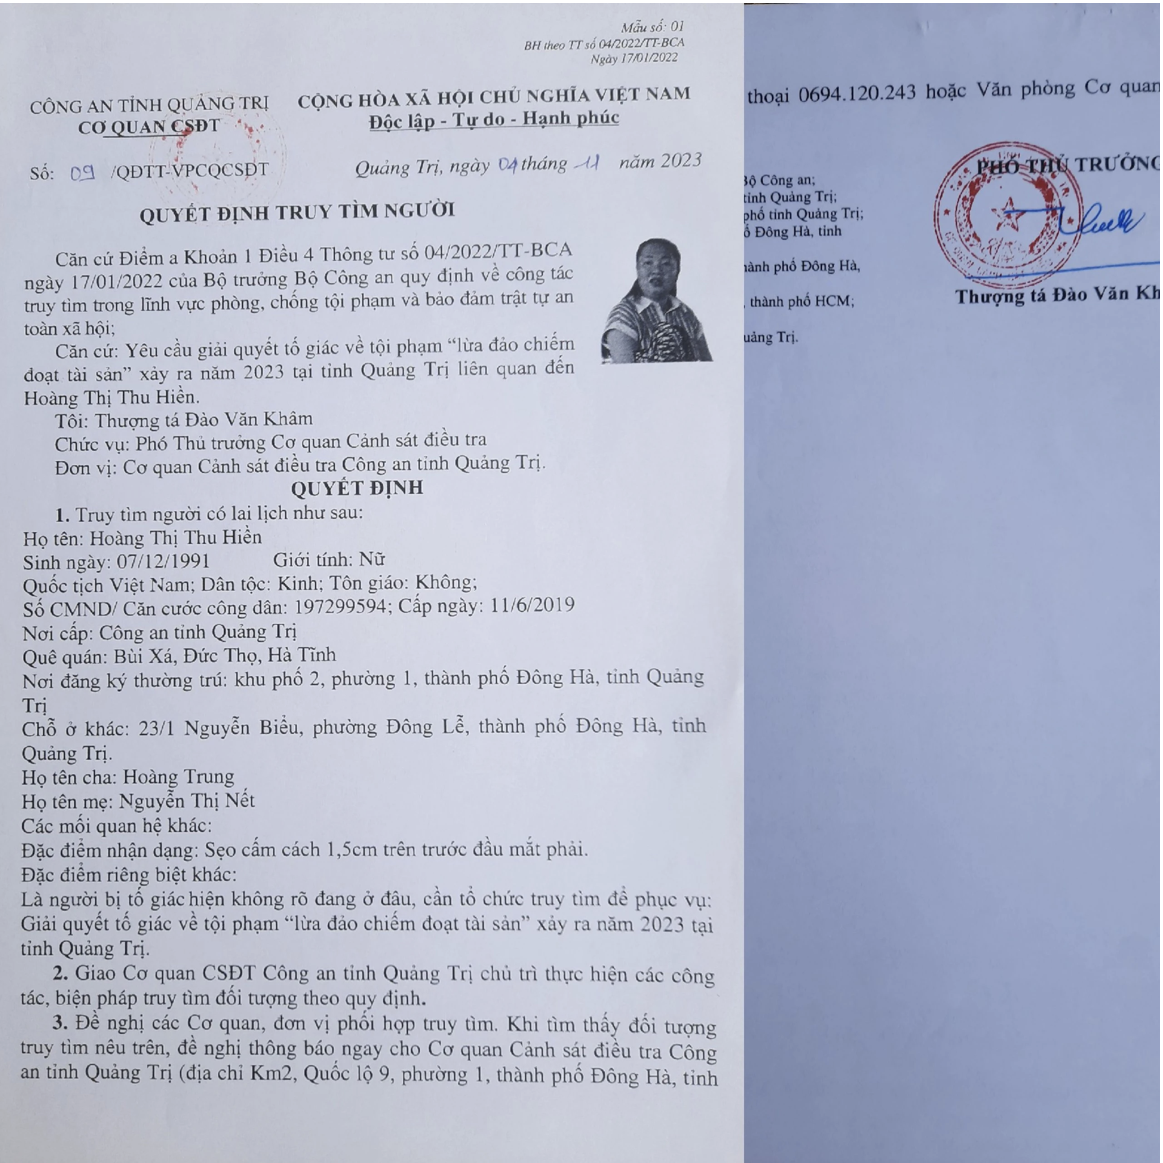 Mẫu số: 01
BH theo TT số 04/2022/TT-BCA
Ngày 17/01/2022
CÔNG AN TỈNH QUẢNG TRỊ
CƠ QUAN CSĐT
CỘNG HÒA XÃ HỘI CHỦ NGHĨA VIỆT NAM
Độc lập - Tự do - Hạnh phúc
Số: 09 /QĐTT-VPCQCSĐT
Quảng Trị, ngày 04 tháng 11 năm 2023
QUYẾT ĐỊNH TRUY TÌM NGƯỜI
Căn cứ Điểm a Khoản 1 Điều 4 Thông tư số 04/2022/TT-BCA
ngày 17/01/2022 của Bộ trưởng Bộ Công an quy định về công tác
truy tìm trong lĩnh vực phòng, chống tội phạm và bảo đảm trật tự an
toàn xã hội;
Căn cứ: Yêu cầu giải quyết tố giác về tội phạm “lừa đảo chiếm
đoạt tài sản” xảy ra năm 2023 tại tỉnh Quảng Trị liên quan đến
Hoàng Thị Thu Hiền.
Tôi: Thượng tá Đào Văn Khâm
Chức vụ: Phó Thủ trưởng Cơ quan Cảnh sát điều tra
Đơn vị: Cơ quan Cảnh sát điều tra Công an tỉnh Quảng Trị.
QUYẾT ĐỊNH
1. Truy tìm người có lai lịch như sau:
Họ tên: Hoàng Thị Thu Hiền
Sinh ngày: 07/12/1991 Giới tính: Nữ
Quốc tịch Việt Nam; Dân tộc: Kinh; Tôn giáo: Không;
Số CMND/ Căn cước công dân: 197299594; Cấp ngày: 11/6/2019
Nơi cấp: Công an tỉnh Quảng Trị
Quê quán: Bùi Xá, Đức Thọ, Hà Tĩnh
Nơi đăng ký thường trú: khu phố 2, phường 1, thành phố Đông Hà, tỉnh Quảng
Trị
Chỗ ở khác: 23/1 Nguyễn Biểu, phường Đông Lễ, thành phố Đông Hà, tỉnh
Quảng Trị.
Họ tên cha: Hoàng Trung
Họ tên mẹ: Nguyễn Thị Nết
Các mối quan hệ khác:
Đặc điểm nhận dạng: Sẹo cấm cách 1,5cm trên trước đầu mắt phải.
Đặc điểm riêng biệt khác:
Là người bị tố giác hiện không rõ đang ở đâu, cần tổ chức truy tìm để phục vụ:
Giải quyết tố giác về tội phạm “lừa đảo chiếm đoạt tài sản” xảy ra năm 2023 tại
tỉnh Quảng Trị.
2. Giao Cơ quan CSĐT Công an tỉnh Quảng Trị chủ trì thực hiện các công
tác, biện pháp truy tìm đối tượng theo quy định.
3. Đề nghị các Cơ quan, đơn vị phối hợp truy tìm. Khi tìm thấy đối tượng
truy tìm nêu trên, đề nghị thông báo ngay cho Cơ quan Cảnh sát điều tra Công
an tỉnh Quảng Trị (địa chỉ Km2, Quốc lộ 9, phường 1, thành phố Đông Hà, tỉnh
thoại 0694.120.243 hoặc Văn phòng Cơ quan
PHÓ THỦ TRƯỞNG
Bộ Công an;
tỉnh Quảng Trị;
phố tỉnh Quảng Trị;
ố Đông Hà, tỉnh
hành phố Đông Hà,
, thành phố HCM;
Thượng tá Đào Văn Kh
uảng Trị.